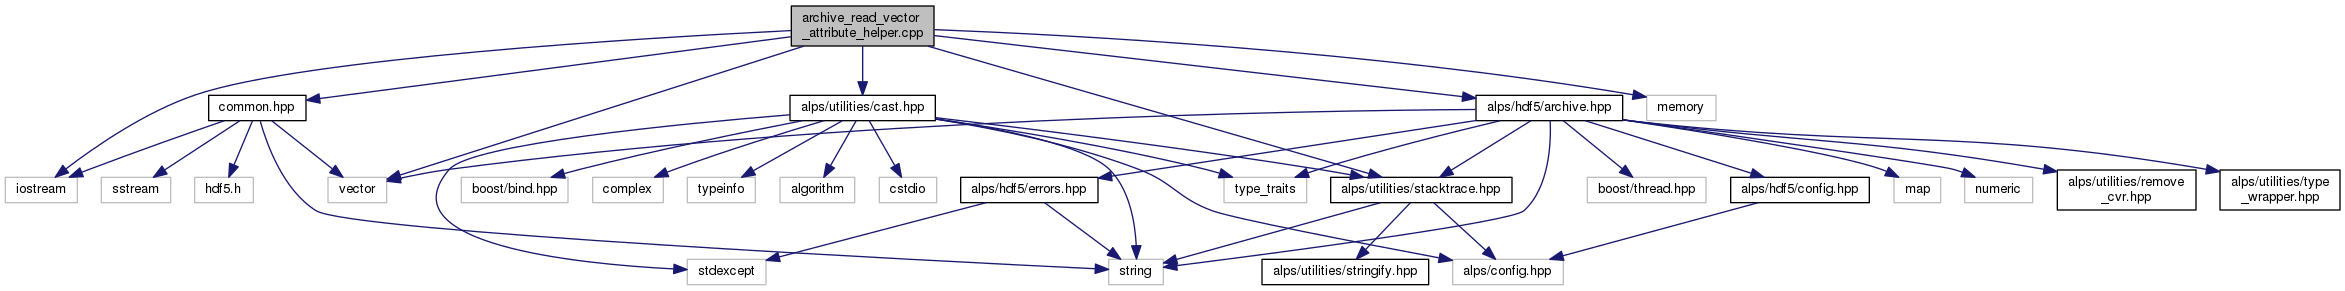 archive_read_vector
_attribute_helper.cpp
common.hpp
alps/utilities/cast.hpp
alps/hdf5/archive.hpp
memory
iostream
sstream
hdf5.h
vector
boost/bind.hpp
complex
typeinfo
algorithm
cstdio
alps/hdf5/errors.hpp
type_traits
alps/utilities/stacktrace.hpp
boost/thread.hpp
alps/hdf5/config.hpp
map
numeric
alps/utilities/remove
_cvr.hpp
alps/utilities/type
_wrapper.hpp
stdexcept
string
alps/utilities/stringify.hpp
alps/config.hpp